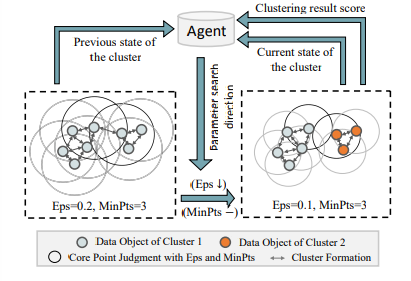 Clustering result score
Agent
Previous state of
the cluster
Current state of
the cluster
Parameter search
direction
(Eps ↓)
(MinPts −)
Eps=0.2, MinPts=3
Eps=0.1, MinPts=3
Data Object of Cluster 1
Data Object of Cluster 2
Core Point Judgment with Eps and MinPts
Cluster Formation